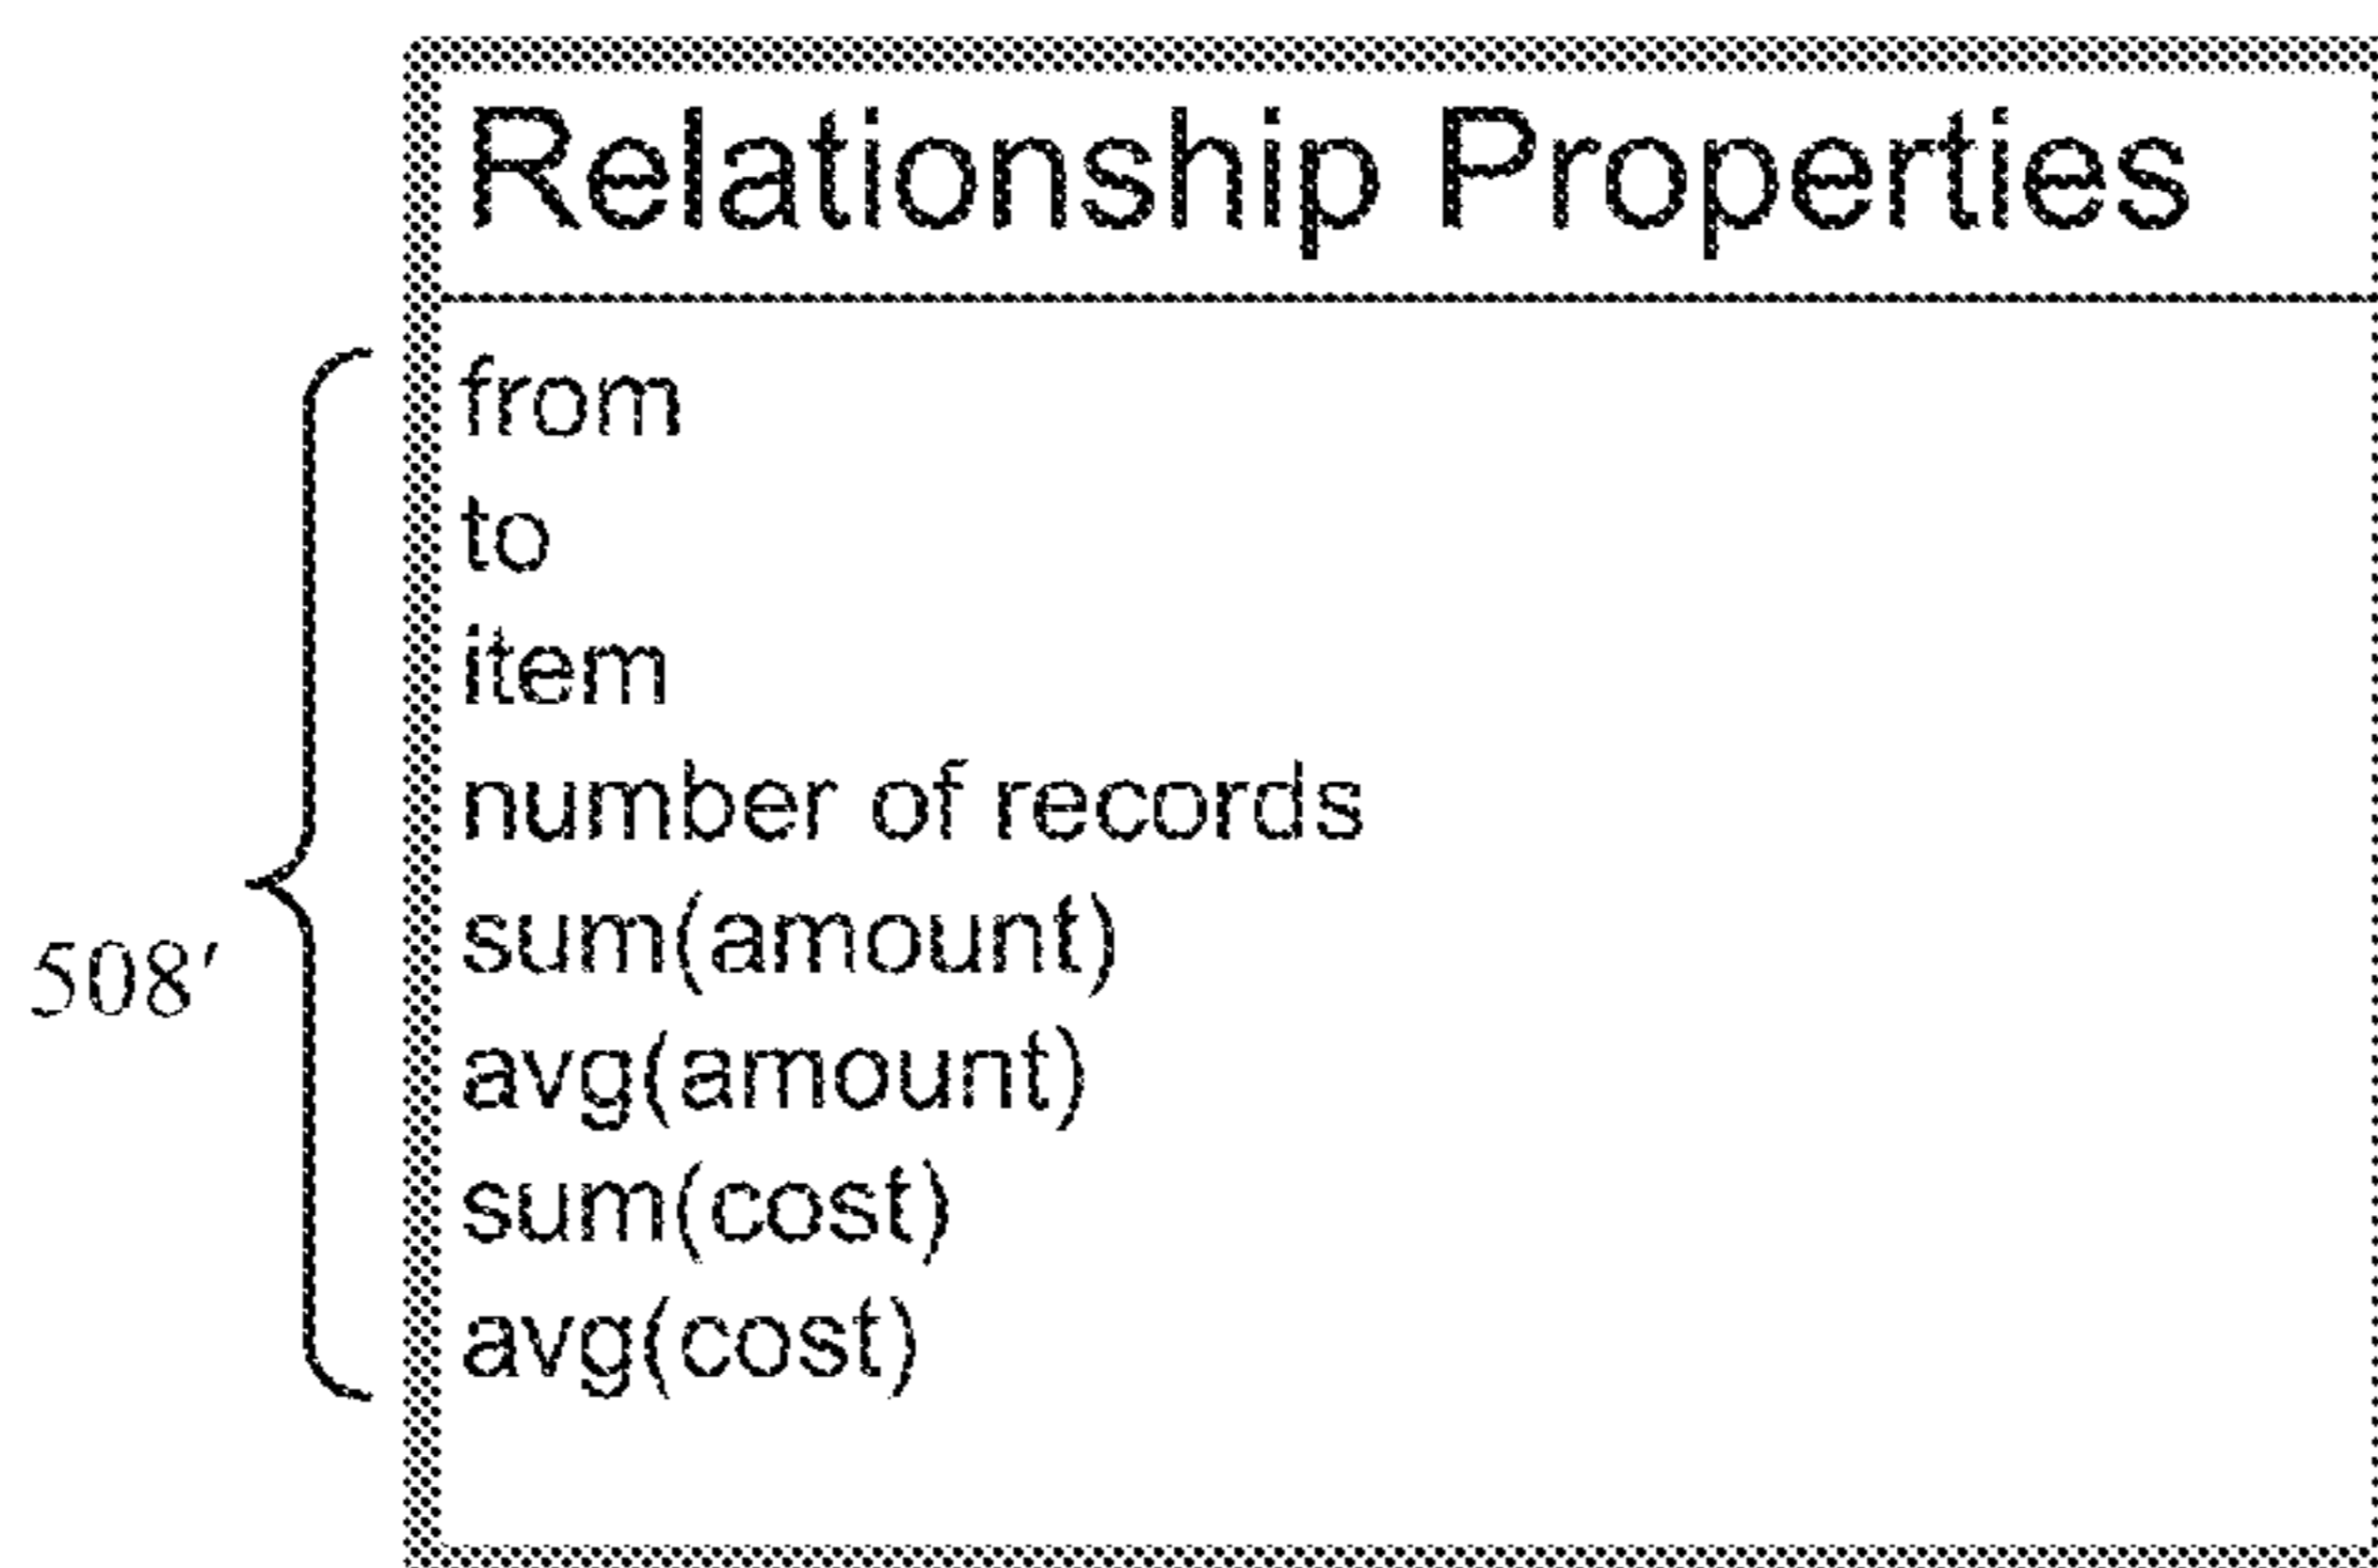 Relationship Properties
from
to
item
number of records
sum(amount)
avg(amount)
sum(cost)
avg(cost)
508′